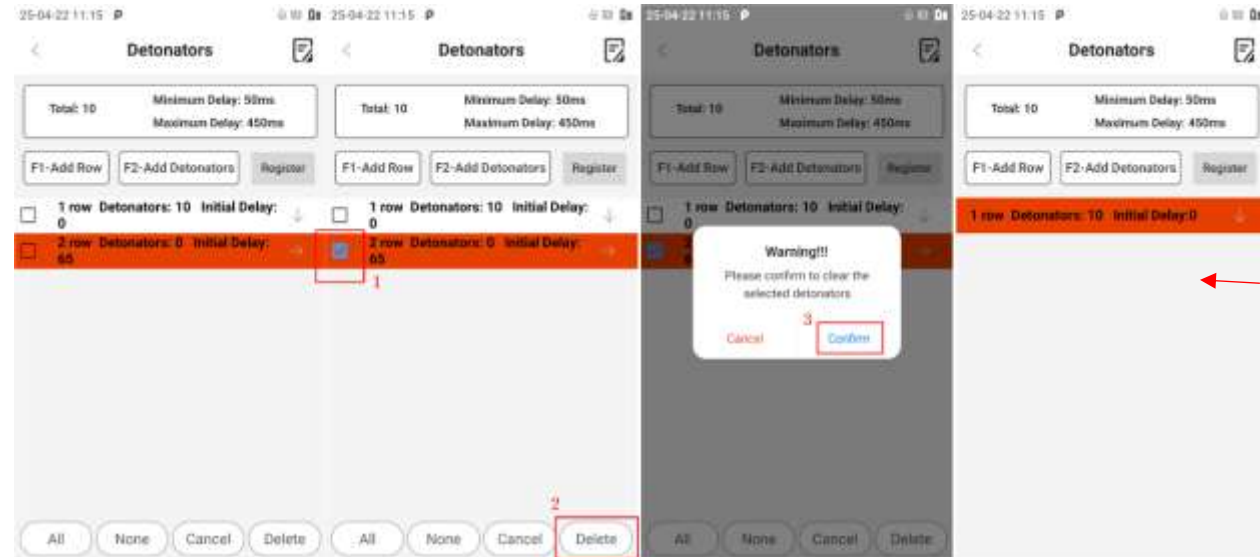 25-04-22 11:15 P
Detonators
Total: 10
Minimum Delay: 50ms
Maximum Delay: 450ms
F1-Add Row
F2-Add Detonators
Register
1 row Detonators: 10 Initial Delay:
0
2 row Detonators: 0 Initial Delay:
65
All
None
Cancel
Delete
25-04-22 11:15 P
Detonators
Total: 10
Minimum Delay: 50ms
Maximum Delay: 450ms
F1-Add Row
F2-Add Detonators
Register
1 row Detonators: 10 Initial Delay:
0
2 row Detonators: 0 Initial Delay:
65
1
2
All
None
Cancel
Delete
25-04-22 11:15 P
Detonators
Total: 10
Minimum Delay: 50ms
Maximum Delay: 450ms
F1-Add Row
F2-Add Detonators
Register
1 row Detonators: 10 Initial Delay:
0
Warning!!!
Please confirm to clear the
selected detonators
3
Cancel
Confirm
All
None
Cancel
Delete
25-04-22 11:15 P
Detonators
Total: 10
Minimum Delay: 50ms
Maximum Delay: 450ms
F1-Add Row
F2-Add Detonators
Register
1 row Detonators: 10 Initial Delay:0